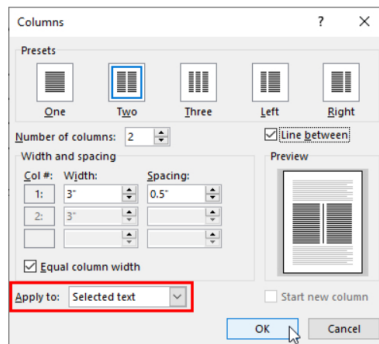 Columns ? ×
Presets
One Two Three Left Right
Number of columns: 2
Line between
Width and spacing
Preview
Col #: Width: Spacing:
1: 3" 0.5"
2: 3"
Equal column width
Apply to: Selected text
Start new column
OK Cancel